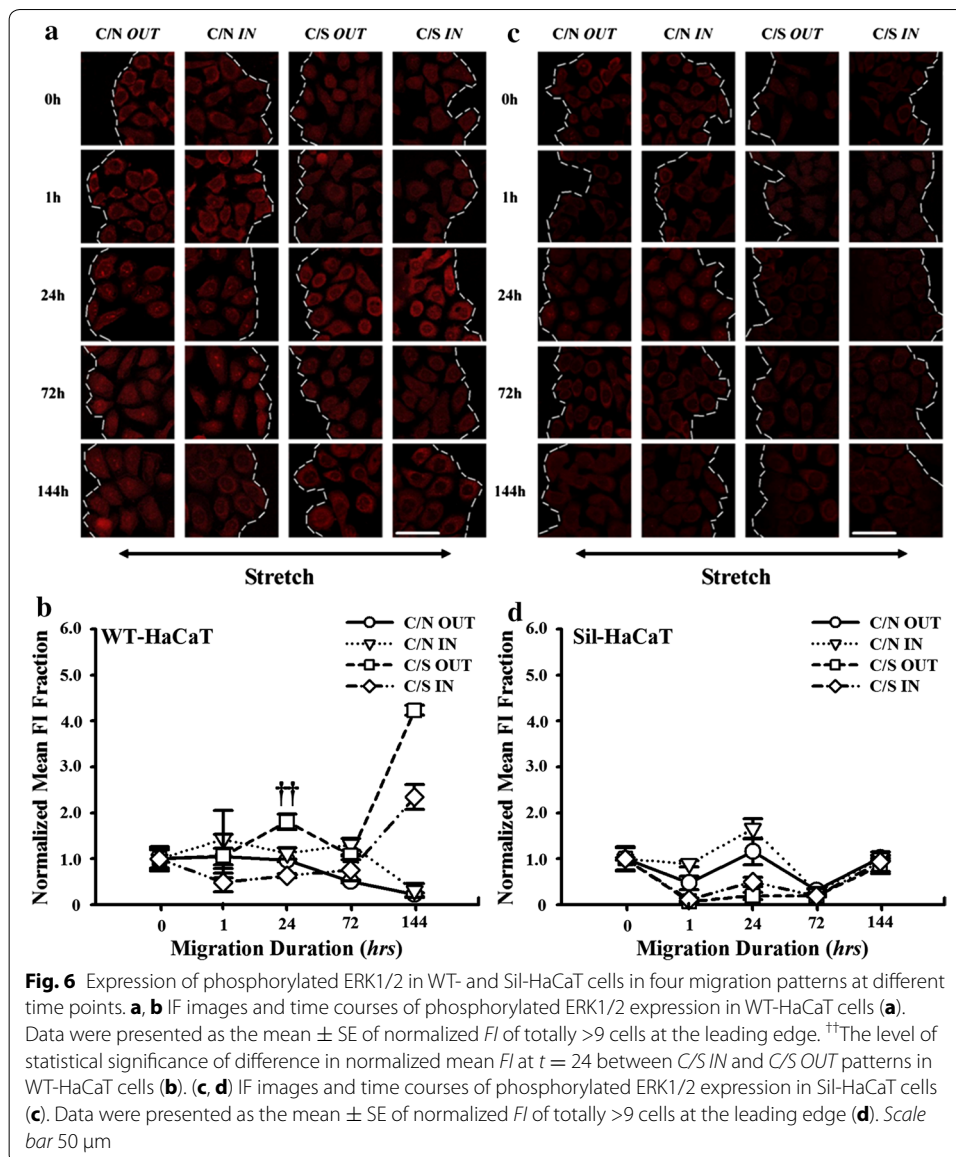 a
C/N OUT C/N IN C/S OUT C/S IN
0h
1h
24h
72h
144h
Stretch
c
C/N OUT C/N IN C/S OUT C/S IN
0h
1h
24h
72h
144h
Stretch
b
WT-HaCaT
C/N OUT
C/N IN
C/S OUT
C/S IN
Normalized Mean FI Fraction
6.0
5.0
4.0
3.0
2.0
1.0
0
††
0 1 24 72 144
Migration Duration (hrs)
d
Sil-HaCaT
C/N OUT
C/N IN
C/S OUT
C/S IN
Normalized Mean FI Fraction
6.0
5.0
4.0
3.0
2.0
1.0
0
0 1 24 72 144
Migration Duration (hrs)
Fig. 6 Expression of phosphorylated ERK1/2 in WT- and Sil-HaCaT cells in four migration patterns at different
time points. a, b IF images and time courses of phosphorylated ERK1/2 expression in WT-HaCaT cells (a).
Data were presented as the mean ± SE of normalized FI of totally >9 cells at the leading edge. ††The level of
statistical significance of difference in normalized mean FI at t = 24 between C/S IN and C/S OUT patterns in
WT-HaCaT cells (b). (c, d) IF images and time courses of phosphorylated ERK1/2 expression in Sil-HaCaT cells
(c). Data were presented as the mean ± SE of normalized FI of totally >9 cells at the leading edge (d). Scale
bar 50 μm